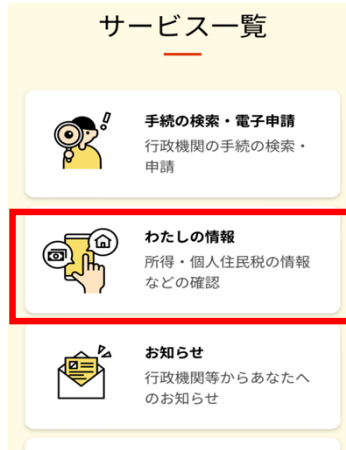 サービス一覧
手続の検索・電子申請
行政機関の手続の検索・
申請
わたしの情報
所得・個人住民税の情報
などの確認
お知らせ
行政機関等からあなたへ
のお知らせ